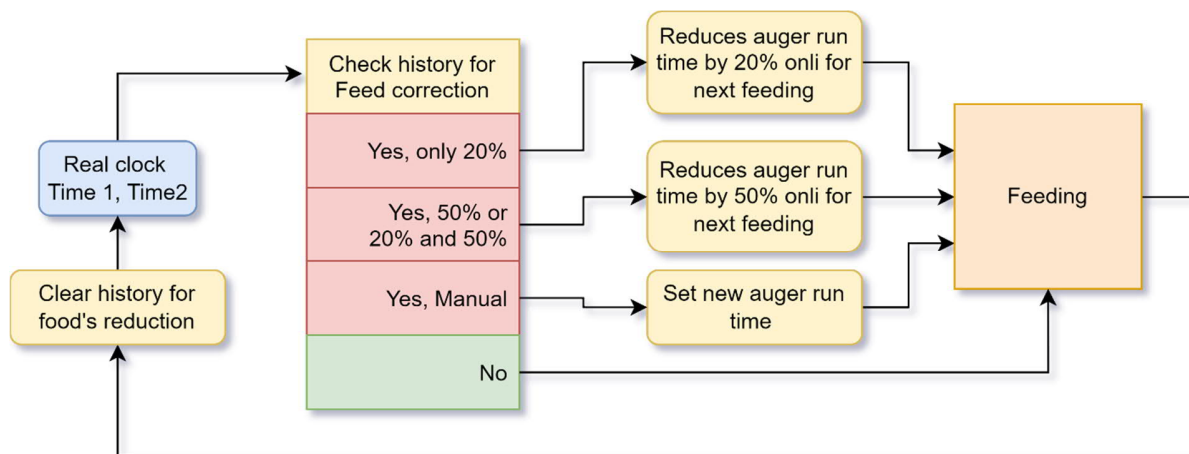 Real clock
Time 1, Time2
Clear history for
food's reduction
Check history for
Feed correction
Yes, only 20%
Yes, 50% or
20% and 50%
Yes, Manual
No
Reduces auger run
time by 20% onli for
next feeding
Reduces auger run
time by 50% onli for
next feeding
Set new auger run
time
Feeding